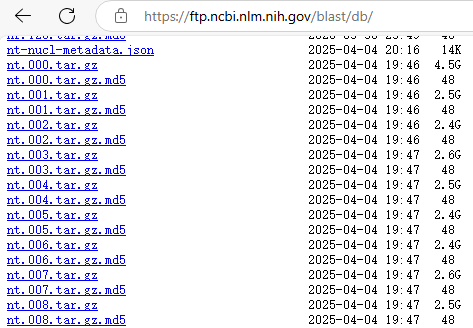 https://ftp.ncbi.nlm.nih.gov/blast/db/
nt-nucl-metadata.json 2025-04-04 20:16 14K
nt.000.tar.gz 2025-04-04 19:46 4.5G
nt.000.tar.gz.md5 2025-04-04 19:46 48
nt.001.tar.gz 2025-04-04 19:46 2.5G
nt.001.tar.gz.md5 2025-04-04 19:46 48
nt.002.tar.gz 2025-04-04 19:46 2.4G
nt.002.tar.gz.md5 2025-04-04 19:46 48
nt.003.tar.gz 2025-04-04 19:47 2.6G
nt.003.tar.gz.md5 2025-04-04 19:47 48
nt.004.tar.gz 2025-04-04 19:47 2.5G
nt.004.tar.gz.md5 2025-04-04 19:47 48
nt.005.tar.gz 2025-04-04 19:47 2.4G
nt.005.tar.gz.md5 2025-04-04 19:47 48
nt.006.tar.gz 2025-04-04 19:47 2.4G
nt.006.tar.gz.md5 2025-04-04 19:47 48
nt.007.tar.gz 2025-04-04 19:47 2.6G
nt.007.tar.gz.md5 2025-04-04 19:47 48
nt.008.tar.gz 2025-04-04 19:47 2.5G
nt.008.tar.gz.md5 2025-04-04 19:47 48